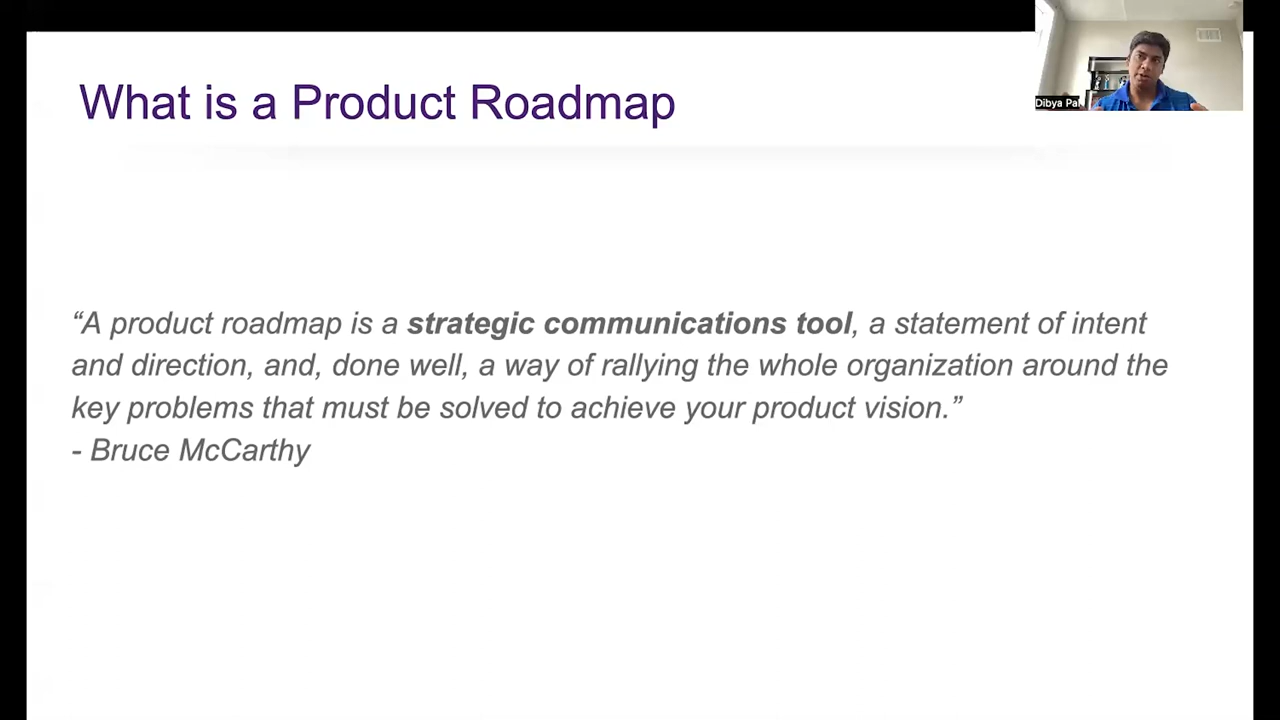 What is a Product Roadmap
Dibya Pal
“A product roadmap is a strategic communications tool, a statement of intent
and direction, and, done well, a way of rallying the whole organization around the
key problems that must be solved to achieve your product vision.”
- Bruce McCarthy